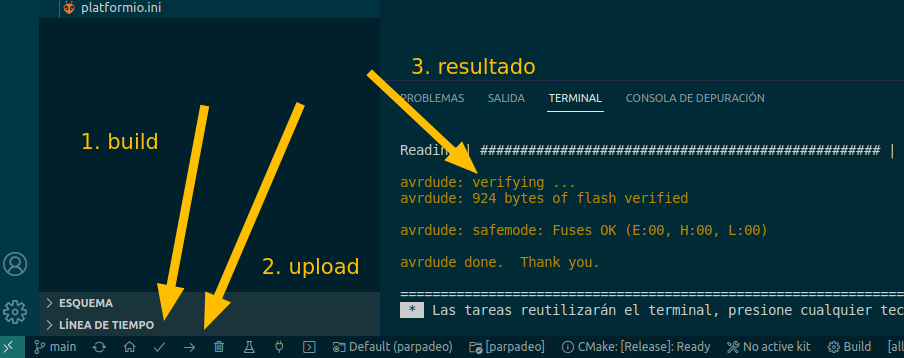 platformio.ini
3. resultado
PROBLEMAS SALIDA TERMINAL CONSOLA DE DEPURACIÓN
1. build
Reading | ################################################## |
avrdude: verifying ...
avrdude: 924 bytes of flash verified
avrdude: safemode: Fuses OK (E:00, H:00, L:00)
2. upload
avrdude done.  Thank you.
ESQUEMA
LÍNEA DE TIEMPO
* Las tareas reutilizarán el terminal, presione cualquier tec
main Default (parpadeo) [parpadeo] CMake: [Release]: Ready No active kit Build [all